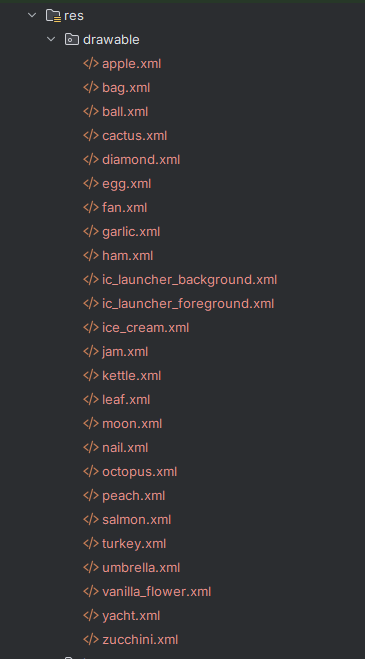 res
drawable
apple.xml
bag.xml
ball.xml
cactus.xml
diamond.xml
egg.xml
fan.xml
garlic.xml
ham.xml
ic_launcher_background.xml
ic_launcher_foreground.xml
ice_cream.xml
jam.xml
kettle.xml
leaf.xml
moon.xml
nail.xml
octopus.xml
peach.xml
salmon.xml
turkey.xml
umbrella.xml
vanilla_flower.xml
yacht.xml
zucchini.xml